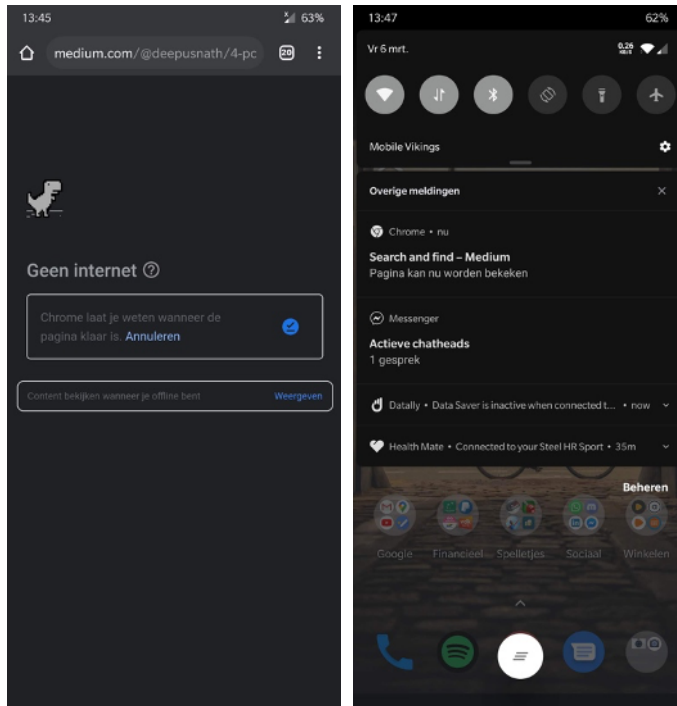 13:45
63%
medium.com/@deepusnath/4-pc
20
Geen internet
Chrome laat je weten wanneer de
pagina klaar is. Annuleren
Content bekijken wanneer je offline bent
Weergeven
13:47
62%
Vr 6 mrt.
0,26
KB/S
Mobile Vikings
Overige meldingen
Chrome • nu
Search and find – Medium
Pagina kan nu worden bekeken
Messenger
Actieve chatheads
1 gesprek
Datally • Data Saver is inactive when connected t... • now
Health Mate • Connected to your Steel HR Sport • 35m
Beheren
Google
Financieel
Spelletjes
Sociaal
Winkelen